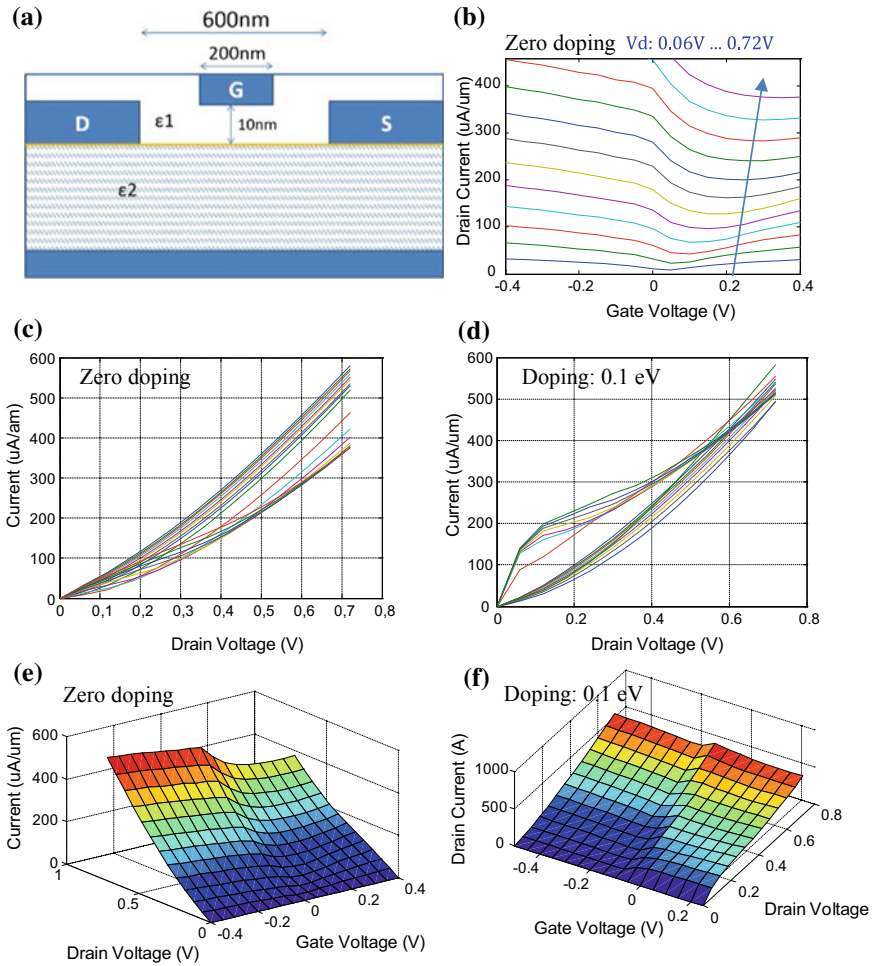 (a)
600nm
200nm
G
D
ε1
10nm
S
ε2
(b)
Zero doping Vd: 0.06V ... 0.72V
Drain Current (uA/um)
400
300
200
100
0
-0.4 -0.2 0 0.2 0.4
Gate Voltage (V)
(c)
Zero doping
Current (uA/am)
600
500
400
300
200
100
0
0 0,1 0,2 0,3 0,4 0,5 0,6 0,7 0,8
Drain Voltage (V)
(d)
Doping: 0.1 eV
Current (uA/um)
600
500
400
300
200
100
0
0 0.2 0.4 0.6 0.8
Drain Voltage (V)
(e)
Zero doping
Current (uA/um)
600
400
200
0
1
0.5
0
-0.4
-0.2
0
0.2
0.4
Drain Voltage (V)
Gate Voltage (V)
(f)
Doping: 0.1 eV
Drain Current (A)
1000
500
0
-0.4
-0.2
0
0.2
0
0.2
0.4
0.6
0.8
Gate Voltage (V)
Drain Voltage